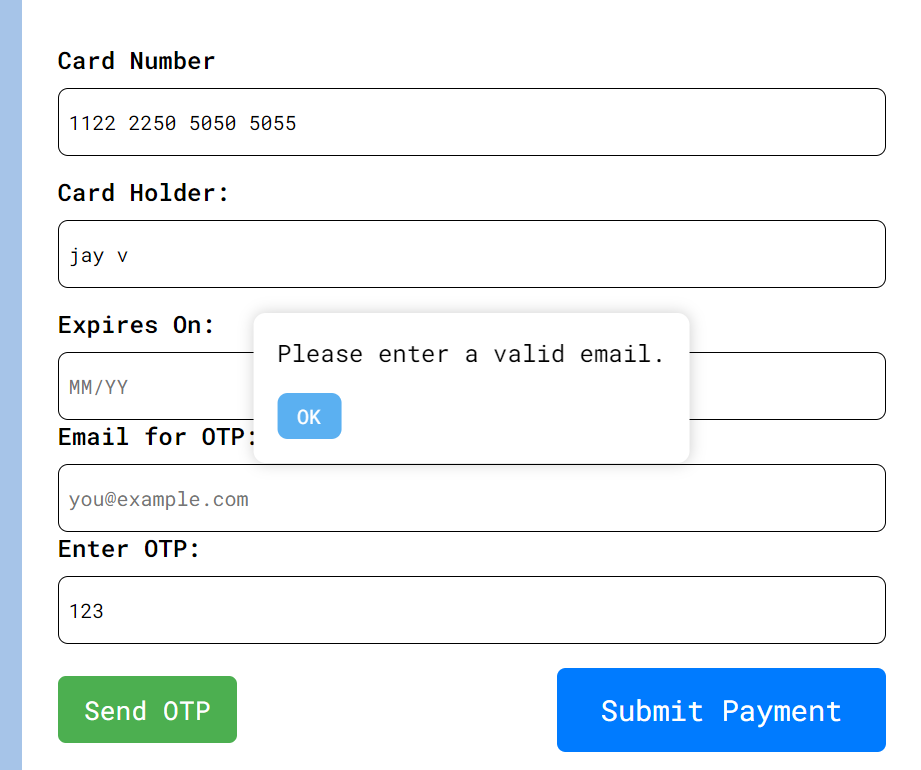 Card Number
1122 2250 5050 5055
Card Holder:
jay v
Expires On:
Please enter a valid email.
MM/YY
OK
Email for OTP:
you@example.com
Enter OTP:
123
Send OTP
Submit Payment